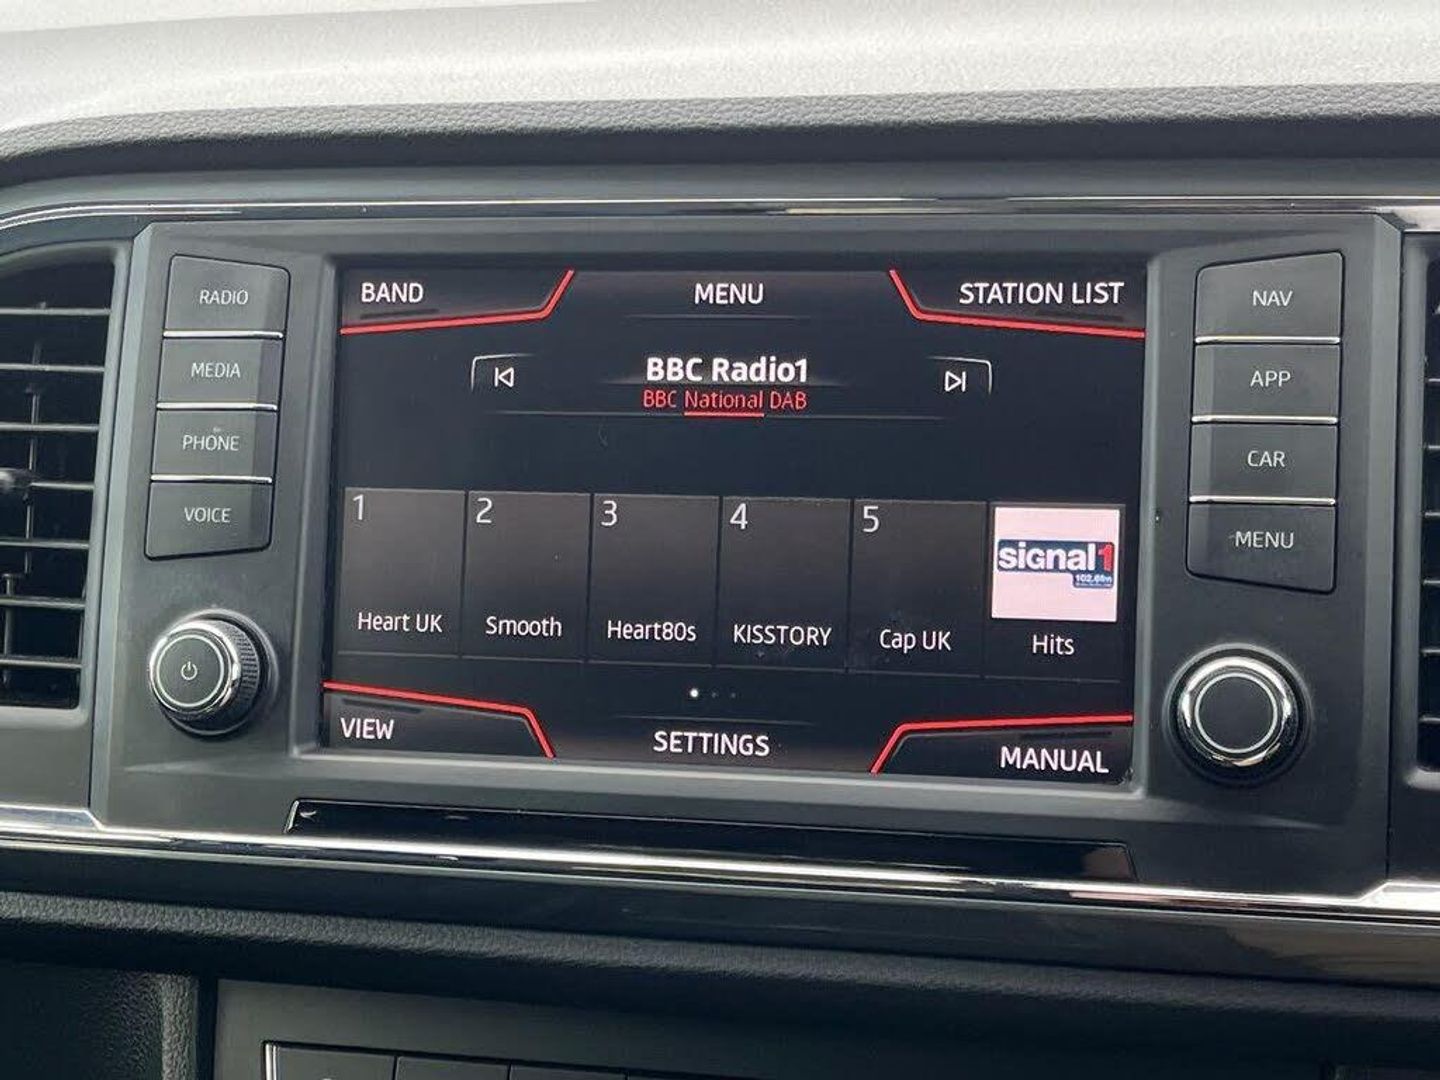 RADIO
MEDIA
PHONE
VOICE
BAND
MENU
STATION LIST
BBC Radio1
BBC National DAB
1
2
3
4
5
signal1
Heart UK
Smooth
Heart80s
KISSTORY
Cap UK
Hits
VIEW
SETTINGS
MANUAL
NAV
APP
CAR
MENU